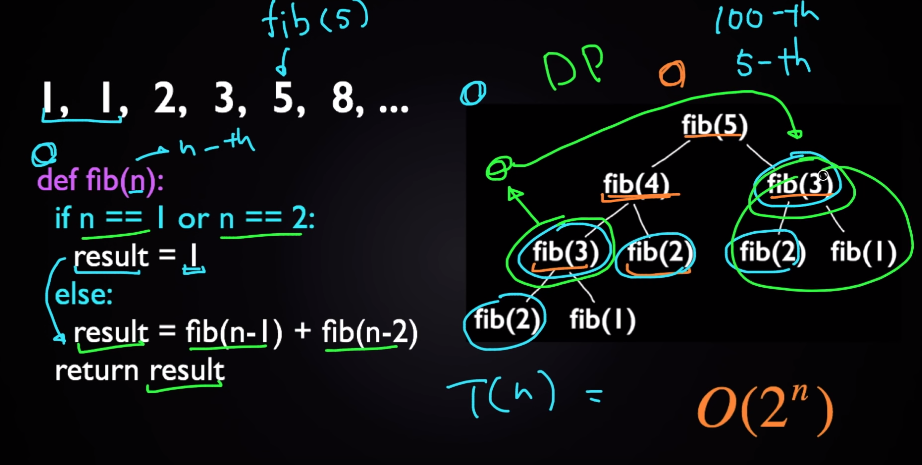 fib(5)
100-th
5-th
DP
1, 1, 2, 3, 5, 8, ...
n-th
def fib(n):
if n == 1 or n == 2:
result = 1
else:
result = fib(n-1) + fib(n-2)
return result
fib(5)
fib(4) fib(3)
fib(3) fib(2) fib(2) fib(1)
fib(2) fib(1)
T(n) = O(2ⁿ)